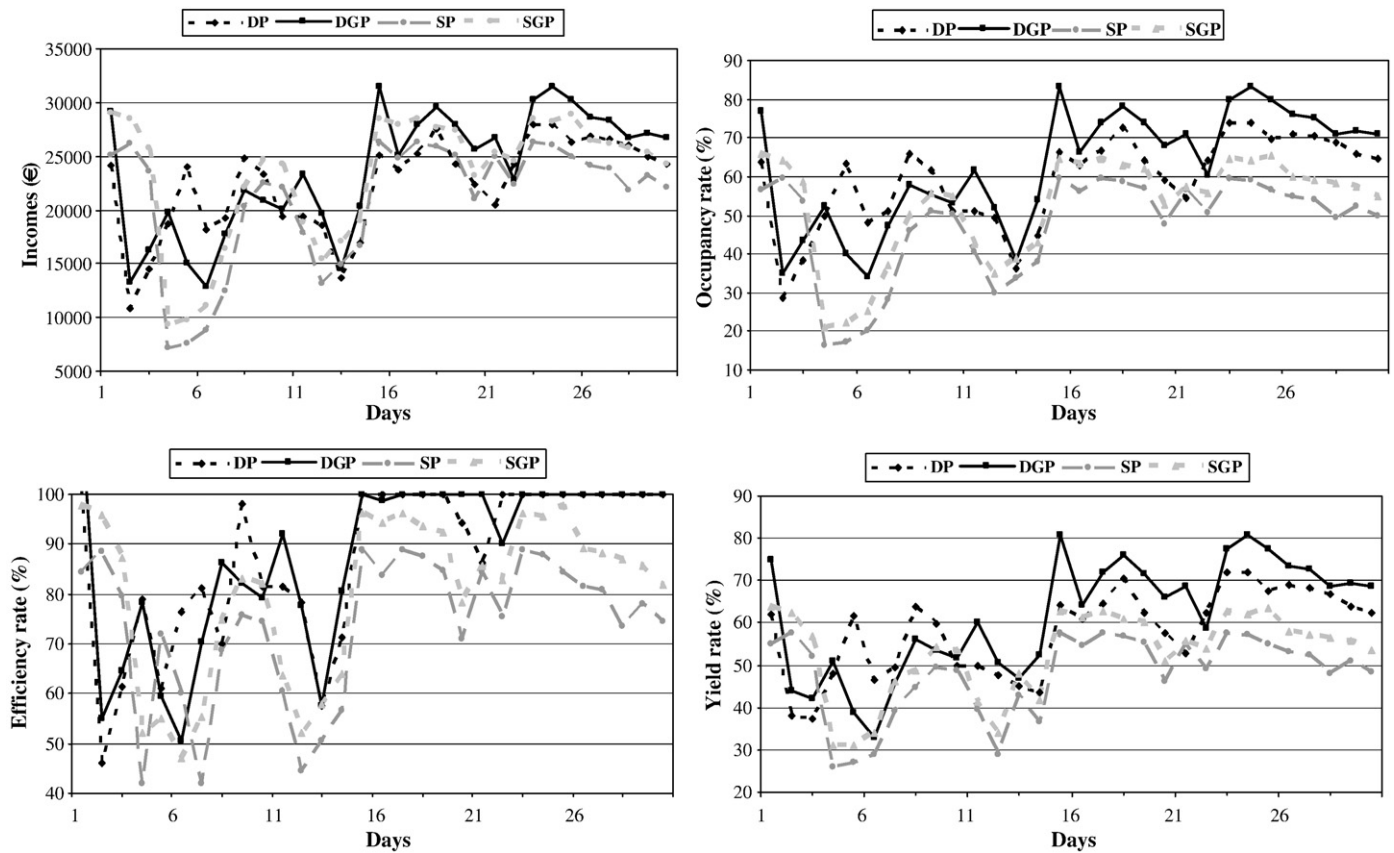 DP DGP SP SGP
Incomes (€)
35000
30000
25000
20000
15000
10000
5000
1 6 11 16 21 26
Days
DP DGP SP SGP
Occupancy rate (%)
90
80
70
60
50
40
30
20
10
1 6 11 16 21 26
Days
DP DGP SP SGP
Efficiency rate (%)
100
90
80
70
60
50
40
1 6 11 16 21 26
Days
DP DGP SP SGP
Yield rate (%)
90
80
70
60
50
40
30
20
1 6 11 16 21 26
Days